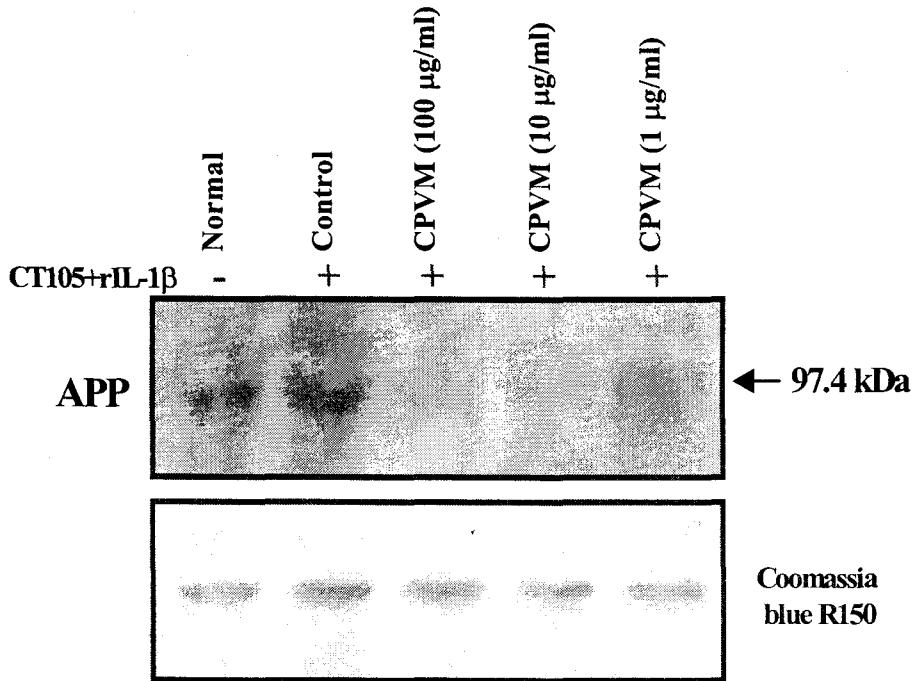 Normal
Control
CPVM (100 µg/ml)
CPVM (10 µg/ml)
CPVM (1 µg/ml)
CT105+rIL-1β - + + + +
APP
97.4 kDa
Coomassia
blue R150